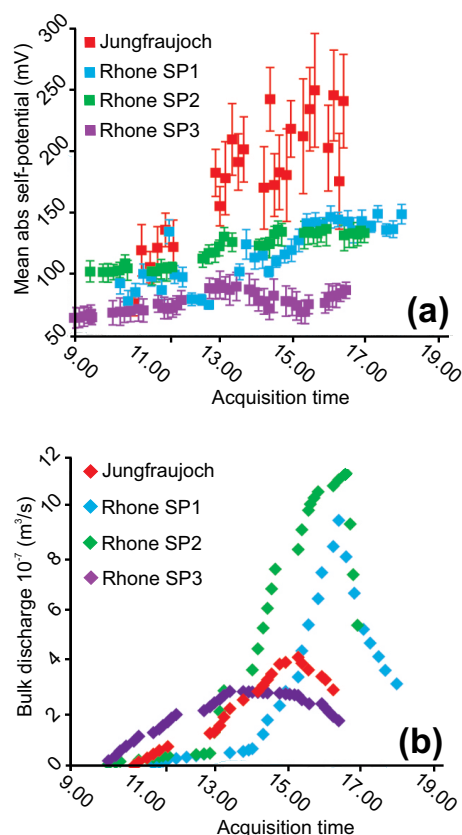 300
250
200
150
100
50
Mean abs self-potential (mV)
Jungfraujoch
Rhone SP1
Rhone SP2
Rhone SP3
(a)
9.00 11.00 13.00 15.00 17.00 19.00
Acquisition time
12
10
8
6
4
2
0
Bulk discharge 10⁻⁷ (m³/s)
Jungfraujoch
Rhone SP1
Rhone SP2
Rhone SP3
(b)
9.00 11.00 13.00 15.00 17.00 19.00
Acquisition time